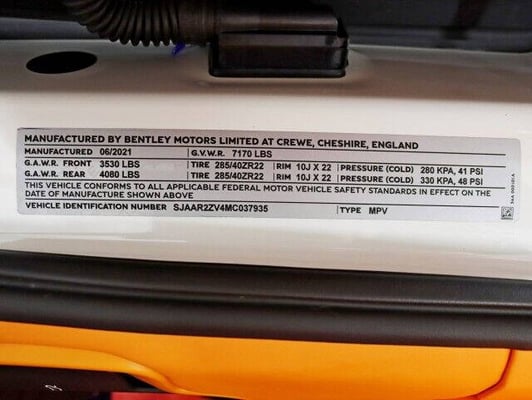 MANUFACTURED BY BENTLEY MOTORS LIMITED AT CREWE, CHESHIRE, ENGLAND
MANUFACTURED 06/2021 G.V.W.R. 7170 LBS
G.A.W.R. FRONT 3530 LBS TIRE 285/40ZR22 RIM 10J X 22 PRESSURE (COLD) 280 KPA, 41 PSI
G.A.W.R. REAR 4080 LBS TIRE 285/40ZR22 RIM 10J X 22 PRESSURE (COLD) 330 KPA, 48 PSI
THIS VEHICLE CONFORMS TO ALL APPLICABLE FEDERAL MOTOR VEHICLE SAFETY STANDARDS IN EFFECT ON THE
DATE OF MANUFACTURE SHOWN ABOVE
VEHICLE IDENTIFICATION NUMBER SJAAR2ZV4MC037935 TYPE MPV